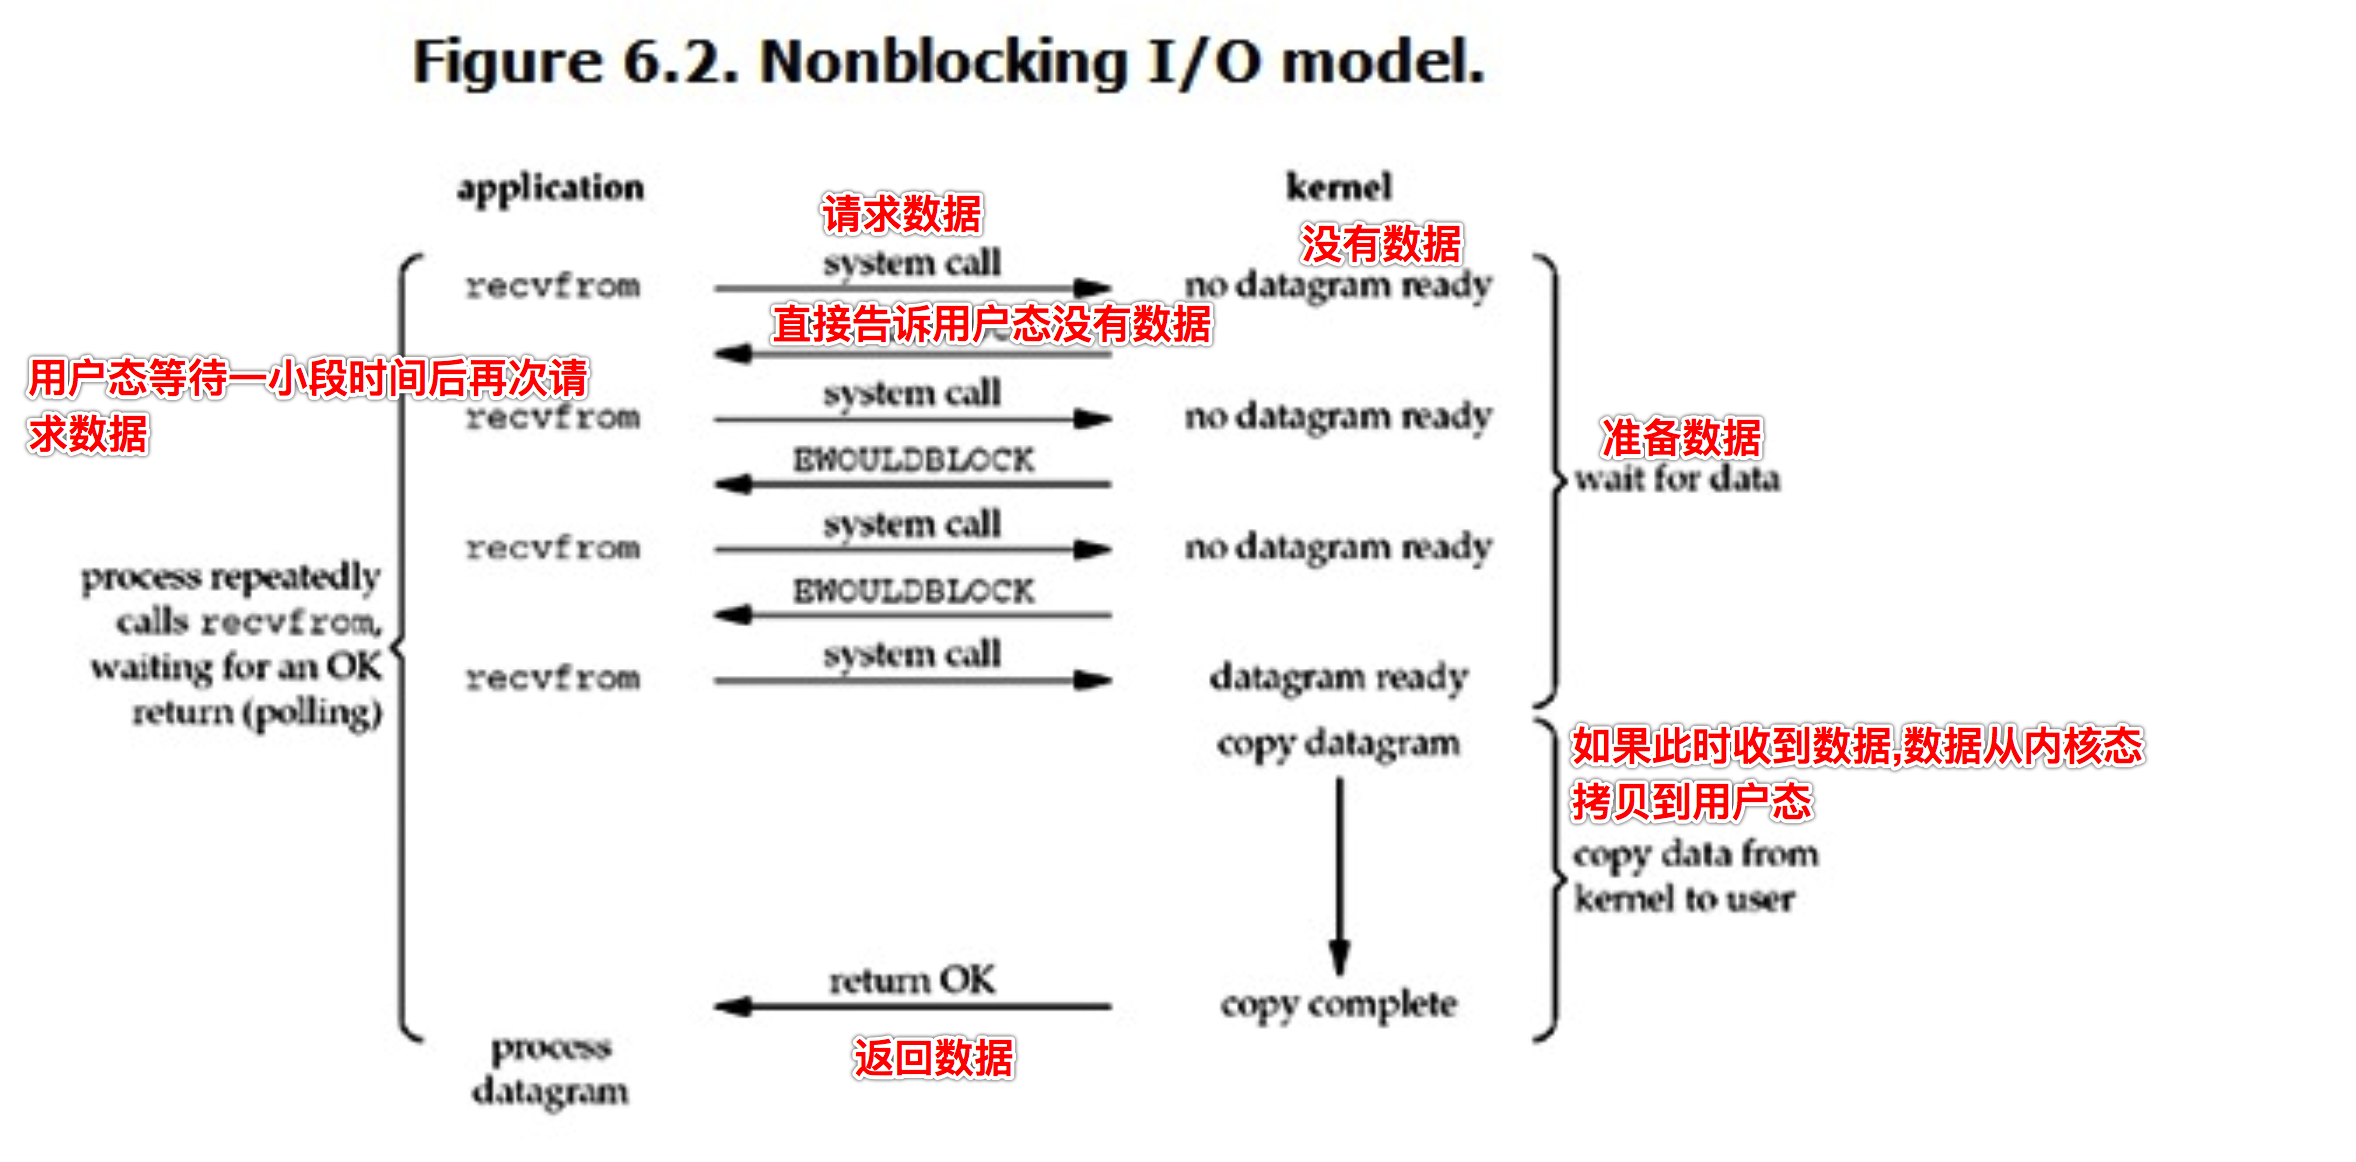 Figure 6.2. Nonblocking I/O model.
application
kernel
请求数据
没有数据
recvfrom
system call
no datagram ready
直接告诉用户态没有数据
用户态等待一小段时间后再次请
求数据
recvfrom
system call
no datagram ready
EWOULDBLOCK
准备数据
wait for data
recvfrom
system call
no datagram ready
EWOULDBLOCK
process repeatedly
calls recvfrom,
waiting for an OK
return (polling)
recvfrom
system call
datagram ready
copy datagram
如果此时收到数据,数据从内核态
拷贝到用户态
copy data from
kernel to user
return OK
copy complete
返回数据
process
datagram